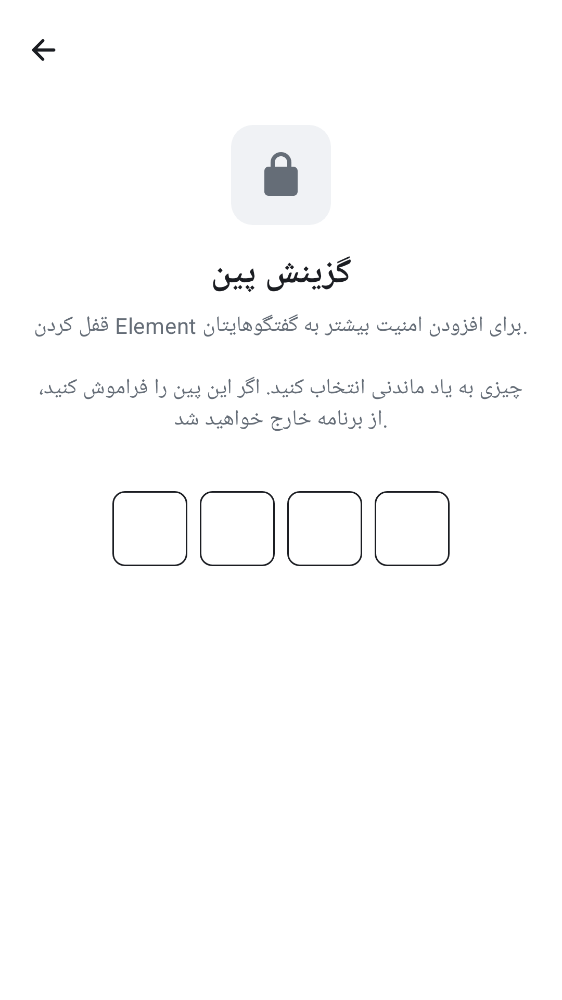 گزینش پین
قفل کردن Element برای افزودن امنیت بیشتر به گفتگوهایتان.
چیزی به یاد ماندنی انتخاب کنید. اگر این پین را فراموش کنید،
از برنامه خارج خواهید شد.